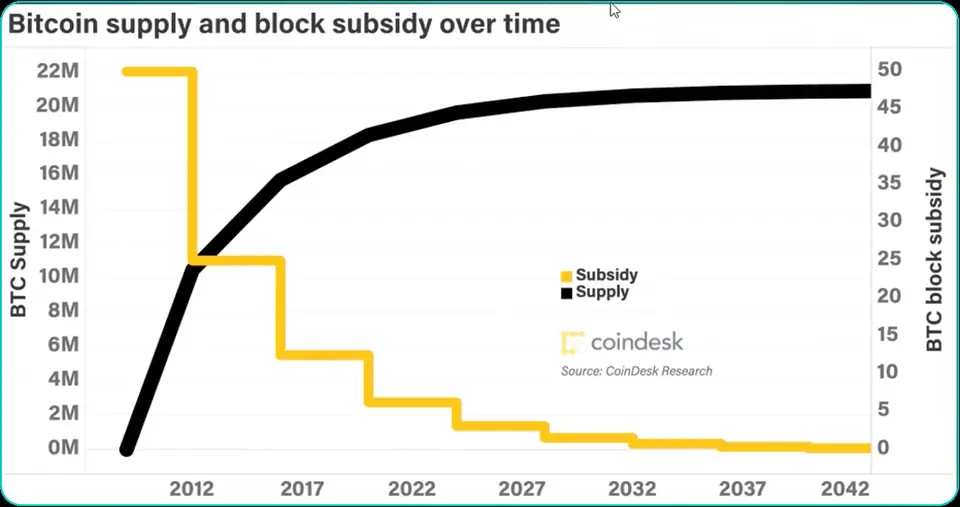 Bitcoin supply and block subsidy over time
22M
20M
18M
16M
14M
12M
10M
8M
6M
4M
2M
0M
BTC Supply
50
45
40
35
30
25
20
15
10
5
0
BTC block subsidy
Subsidy
Supply
coindesk
Source: CoinDesk Research
2012 2017 2022 2027 2032 2037 2042